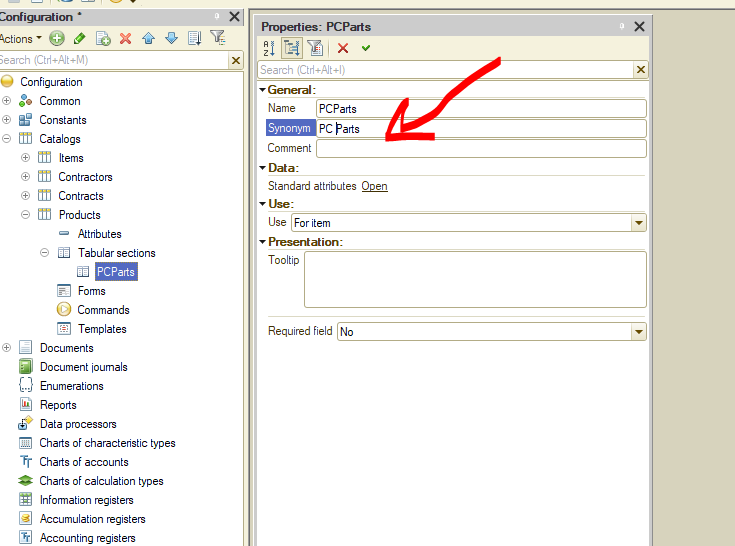 Configuration *
Actions
Search (Ctrl+Alt+M)
Configuration
Common
Constants
Catalogs
Items
Contractors
Contracts
Products
Attributes
Tabular sections
PCParts
Forms
Commands
Templates
Documents
Document journals
Enumerations
Reports
Data processors
Charts of characteristic types
Charts of accounts
Charts of calculation types
Information registers
Accumulation registers
Accounting registers
Properties: PCParts
Search (Ctrl+Alt+I)
General:
Name PCParts
Synonym PC Parts
Comment
Data:
Standard attributes Open
Use:
Use For item
Presentation:
Tooltip
Required field No